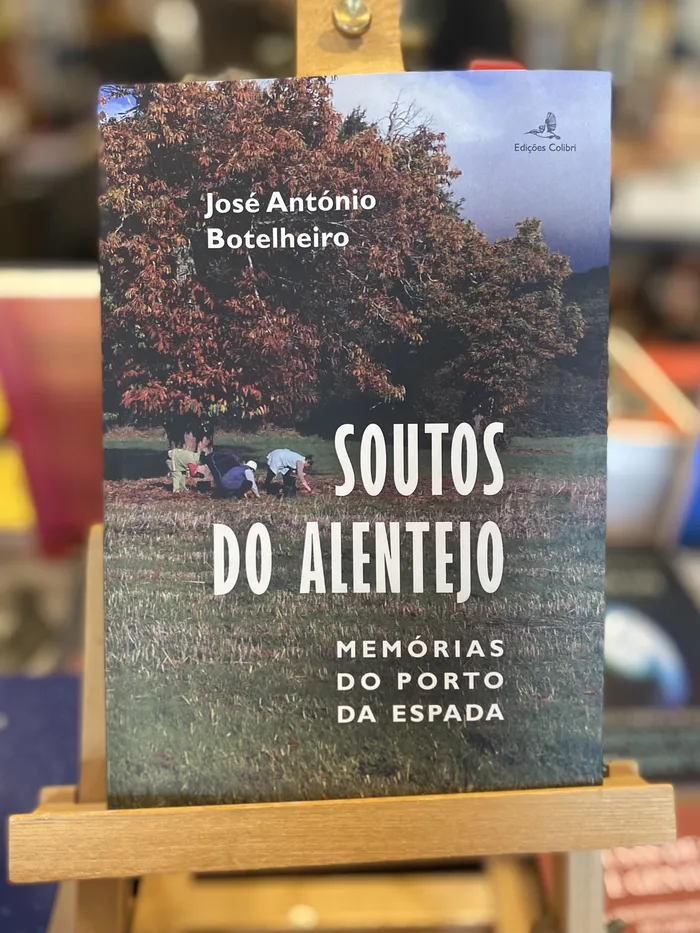 Edições Colibri
José António
Botelheiro
SOUTOS
DO ALENTEJO
MEMÓRIAS
DO PORTO
DA ESPADA